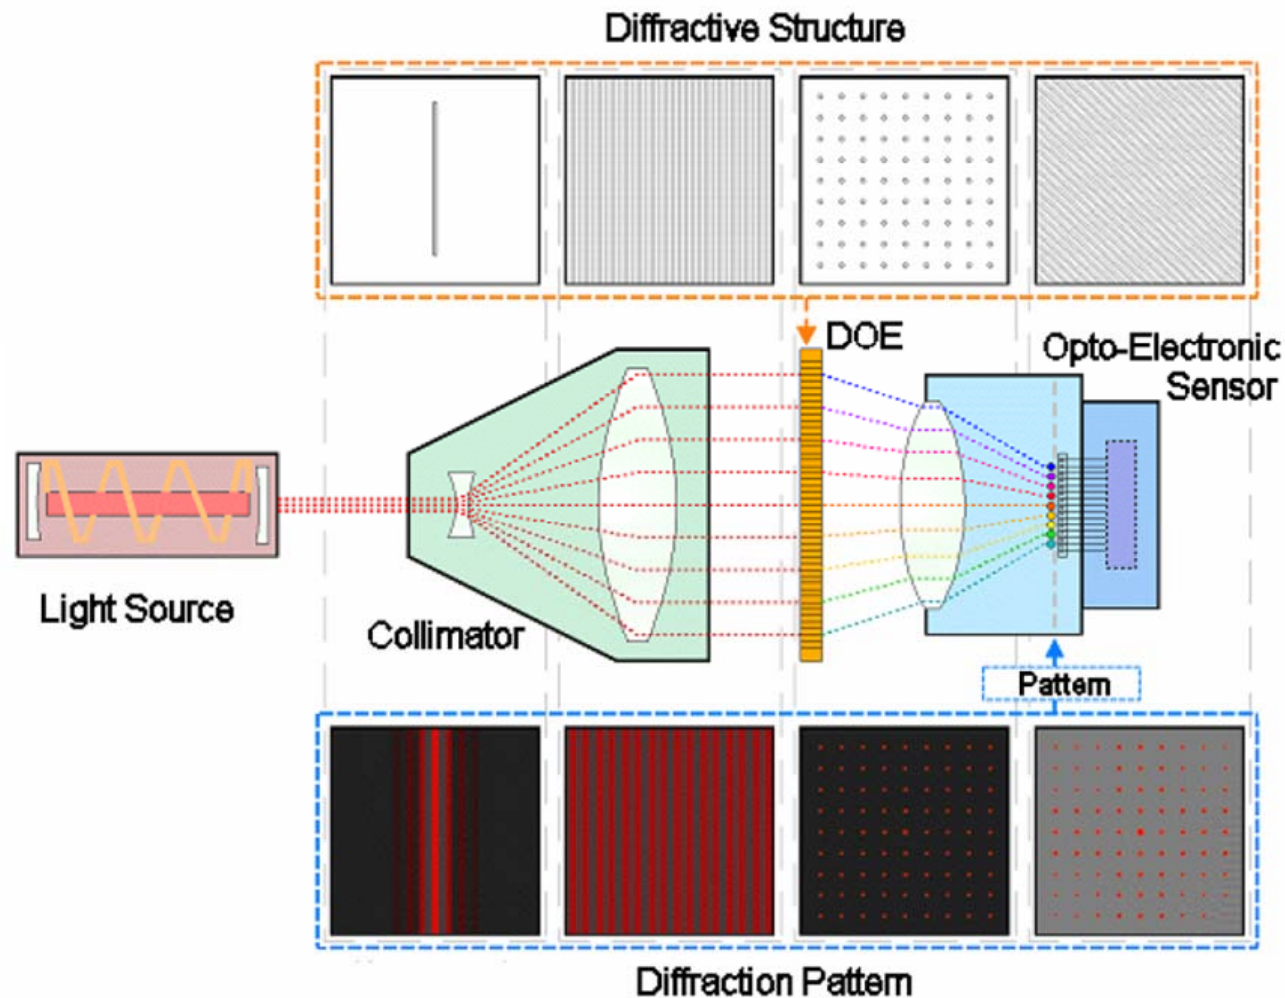 Diffractive Structure
DOE
Opto-Electronic
Sensor
Light Source
Collimator
Pattern
Diffraction Pattern